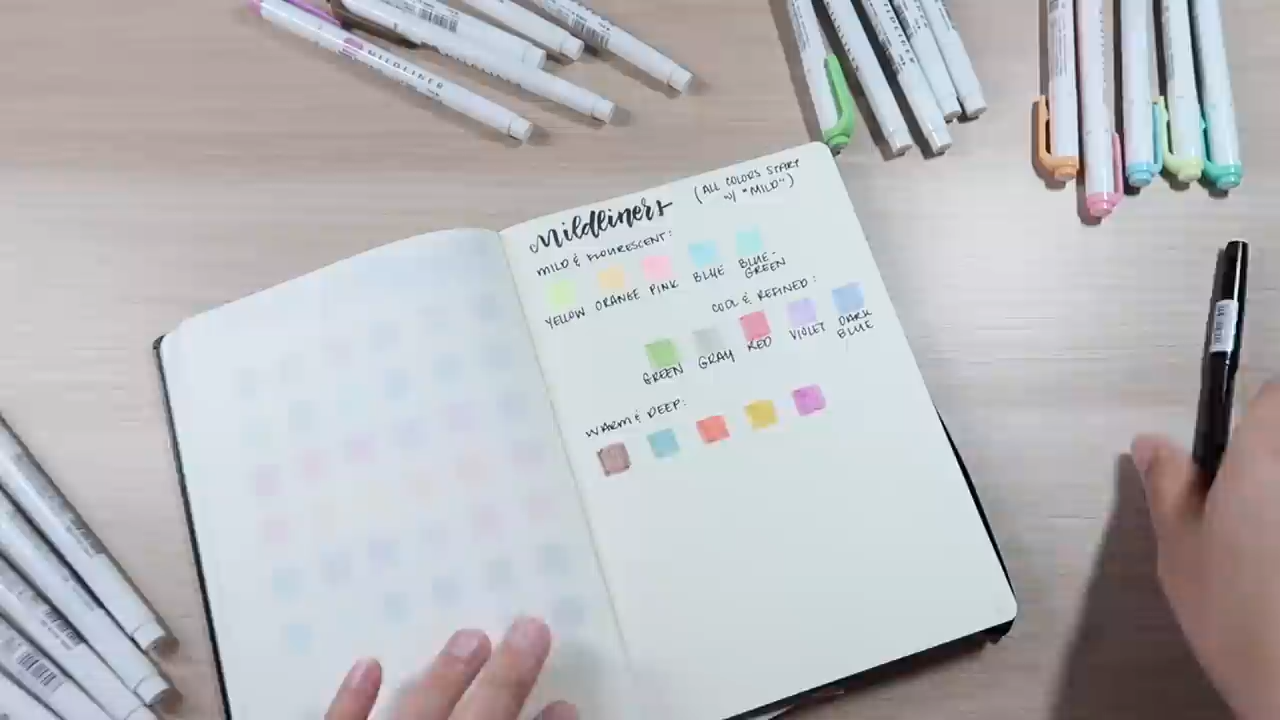 Mildliners
(ALL COLORS START
W/ "MILD")
MILD & FLOURESCENT:
YELLOW ORANGE PINK BLUE BLUE-
GREEN
COOL & REFINED:
GREEN GRAY RED VIOLET DARK
BLUE
WARM & DEEP:
MILDLINER
MILDLINER